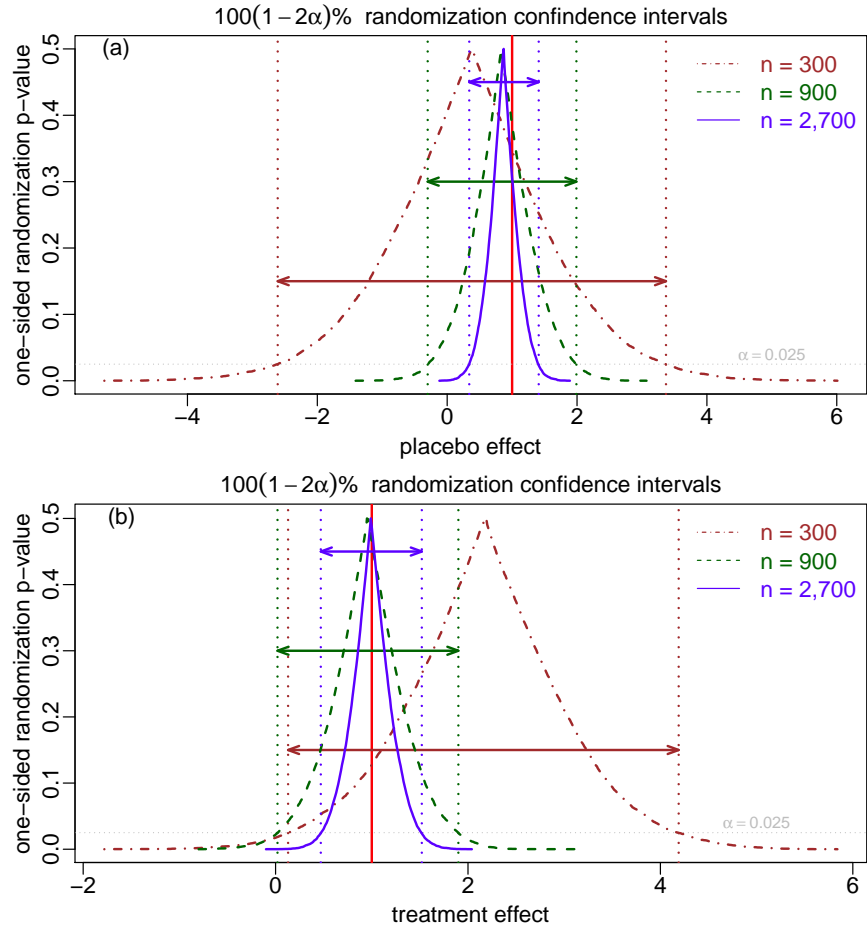 100(1 − 2α)% randomization confindence intervals
(a)
n = 300
n = 900
n = 2,700
α = 0.025
one−sided randomization p−value
0.0 0.1 0.2 0.3 0.4 0.5
−4 −2 0 2 4 6
placebo effect
100(1 − 2α)% randomization confidence intervals
(b)
n = 300
n = 900
n = 2,700
α = 0.025
one−sided randomization p−value
0.0 0.1 0.2 0.3 0.4 0.5
−2 0 2 4 6
treatment effect